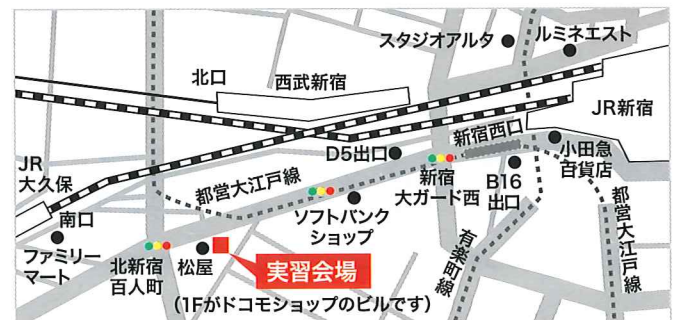 スタジオアルタ
ルミネエスト
北口
西武新宿
JR新宿
新宿西口
D5出口
小田急
百貨店
JR
大久保
都営大江戸線
新宿
大ガード西
B16
出口
南口
ソフトバンク
ショップ
有楽町線
都営大江戸線
ファミリー
マート
北新宿
百人町
松屋
実習会場
(1Fがドコモショップのビルです)